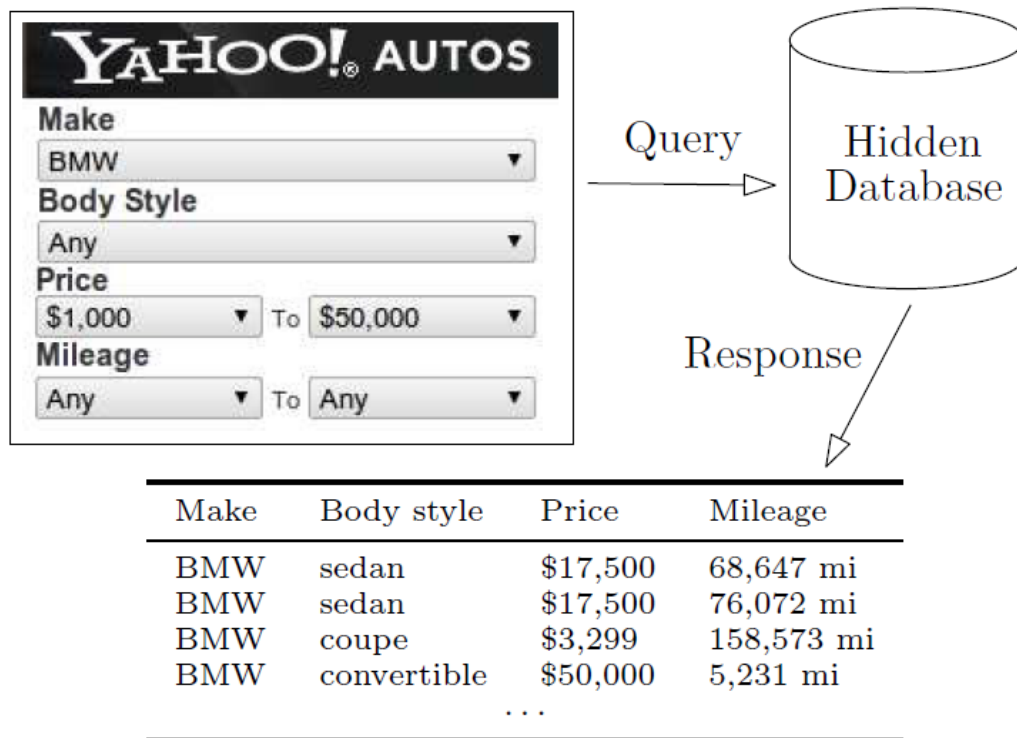 YAHOO!® AUTOS
Make
BMW
Body Style
Any
Price
$1,000 To $50,000
Mileage
Any To Any
Query
Hidden
Database
Response
Make Body style Price Mileage
BMW sedan $17,500 68,647 mi
BMW sedan $17,500 76,072 mi
BMW coupe $3,299 158,573 mi
BMW convertible $50,000 5,231 mi
...